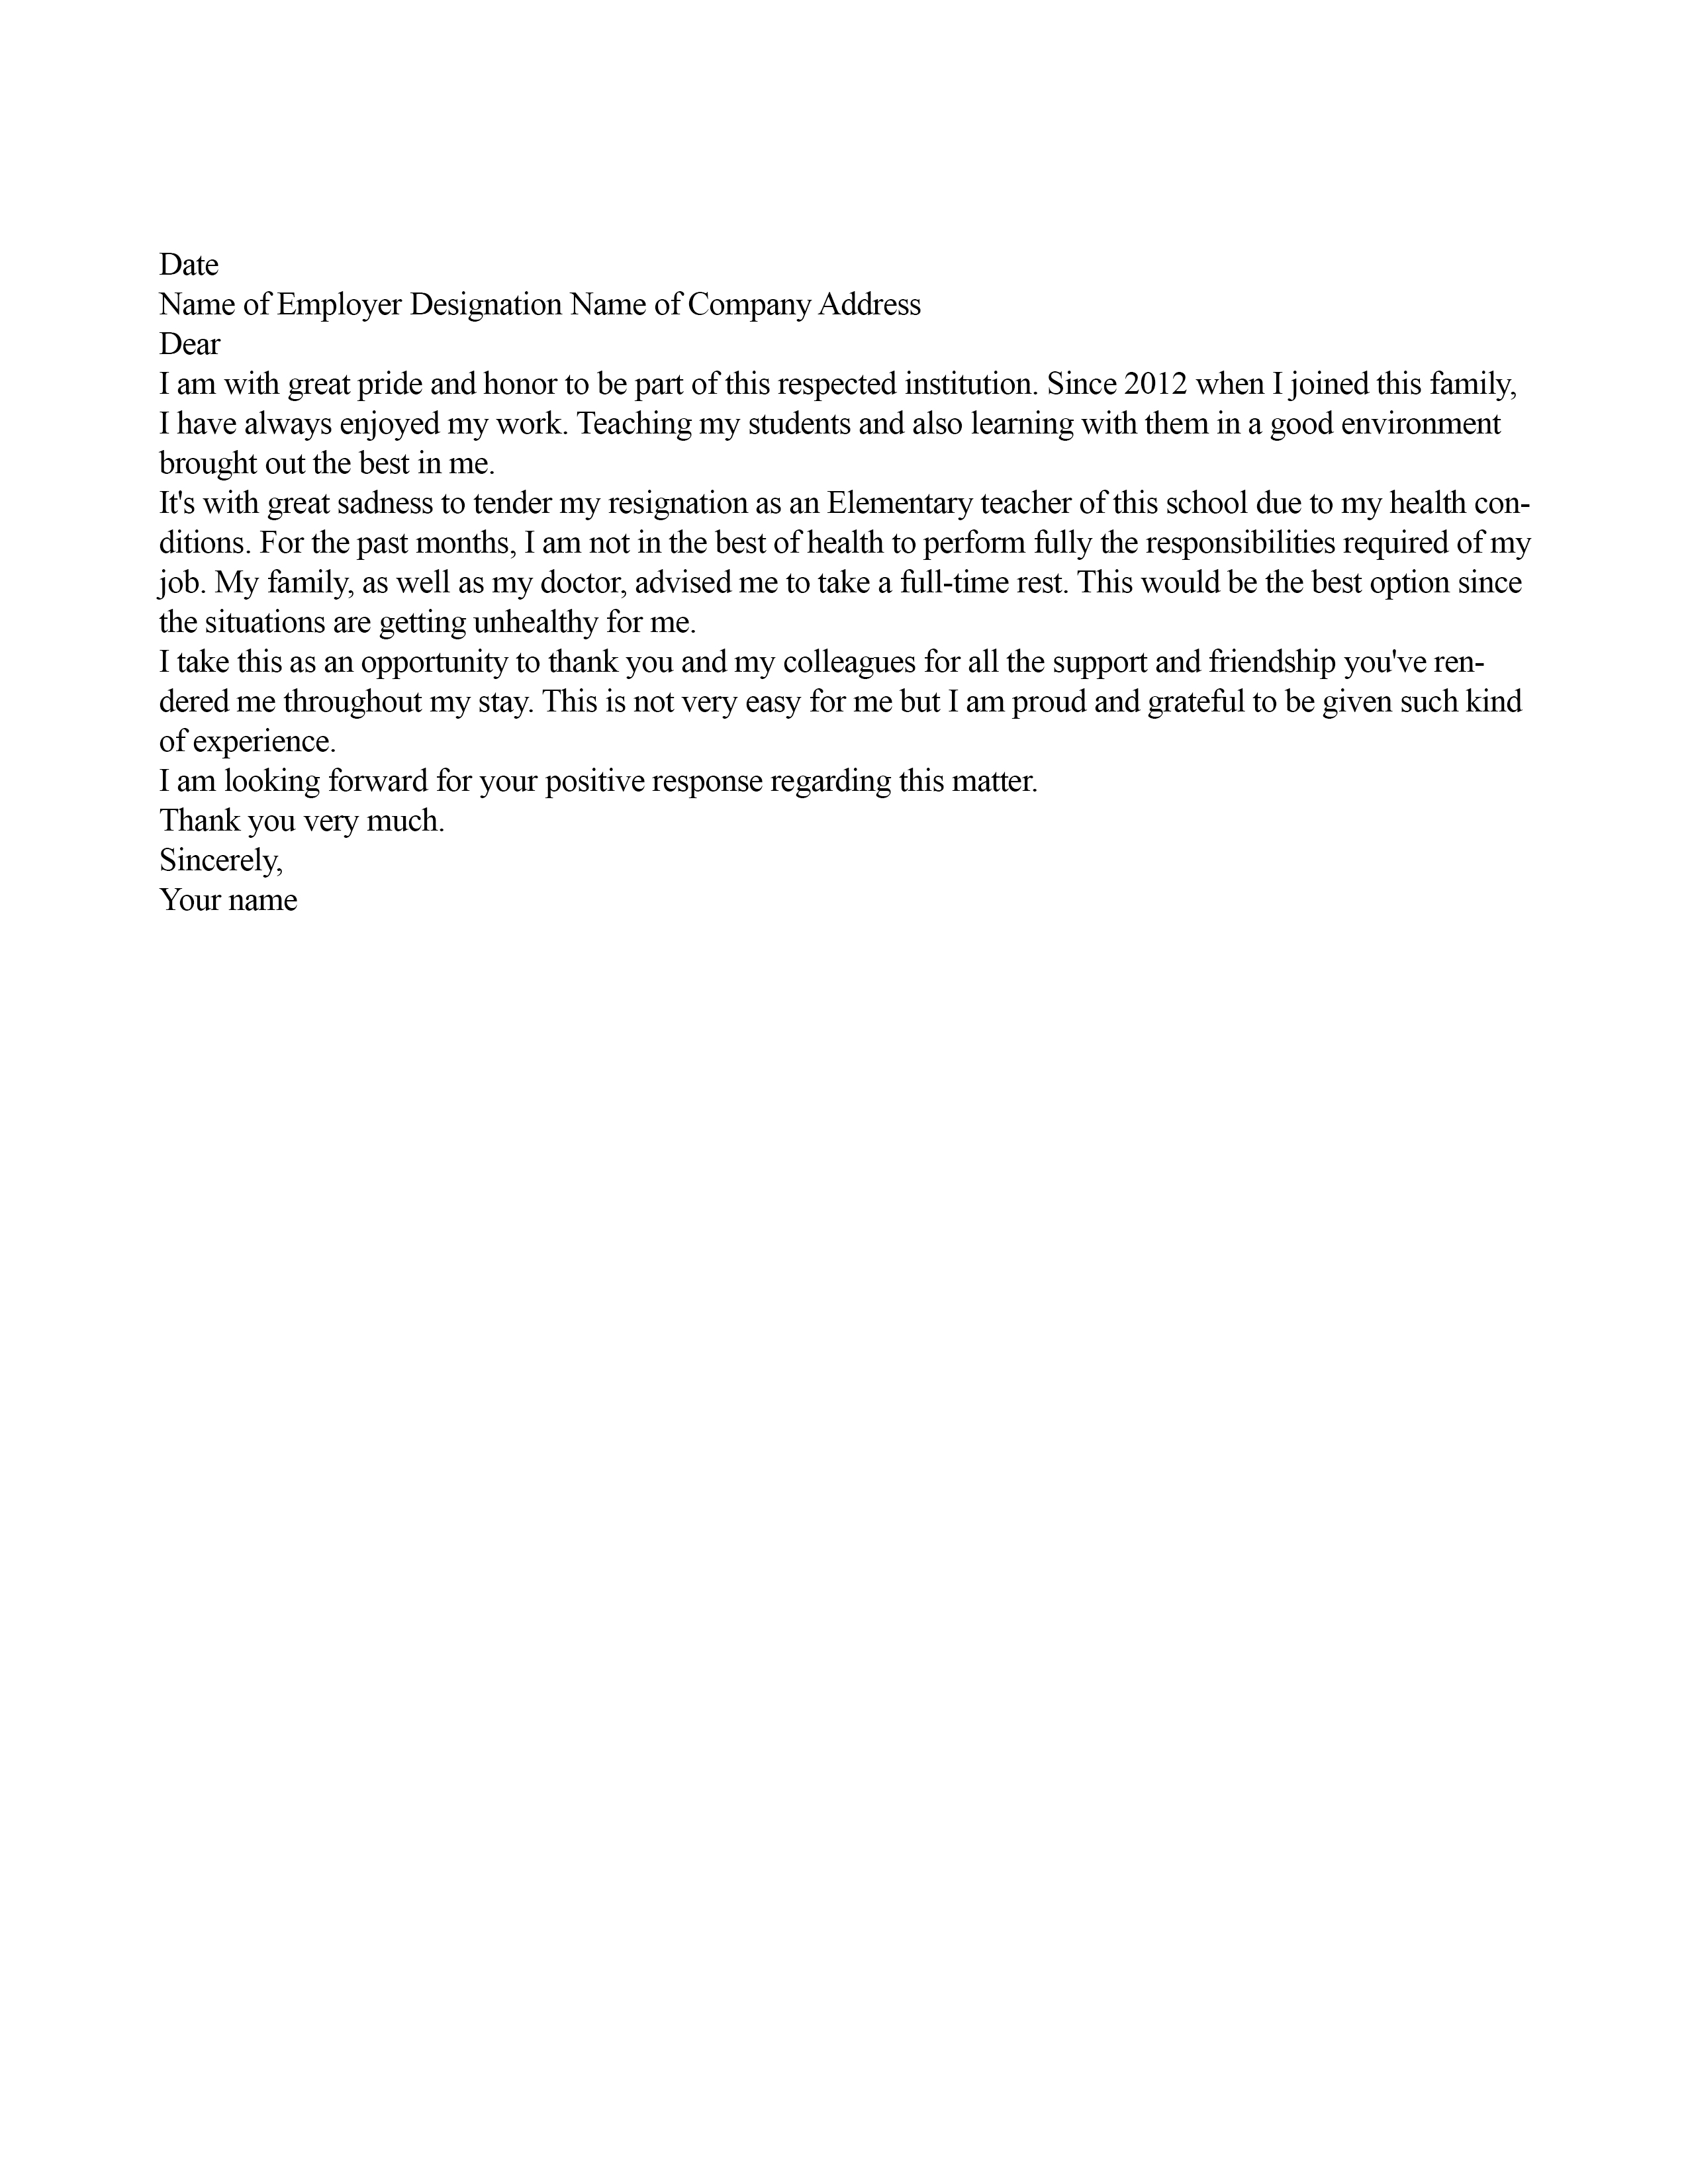 Date
Name of Employer Designation Name of Company Address
Dear
I am with great pride and honor to be part of this respected institution. Since 2012 when I joined this family,
I have always enjoyed my work. Teaching my students and also learning with them in a good environment
brought out the best in me.
It's with great sadness to tender my resignation as an Elementary teacher of this school due to my health con-
ditions. For the past months, I am not in the best of health to perform fully the responsibilities required of my
job. My family, as well as my doctor, advised me to take a full-time rest. This would be the best option since
the situations are getting unhealthy for me.
I take this as an opportunity to thank you and my colleagues for all the support and friendship you've ren-
dered me throughout my stay. This is not very easy for me but I am proud and grateful to be given such kind
of experience.
I am looking forward for your positive response regarding this matter.
Thank you very much.
Sincerely,
Your name